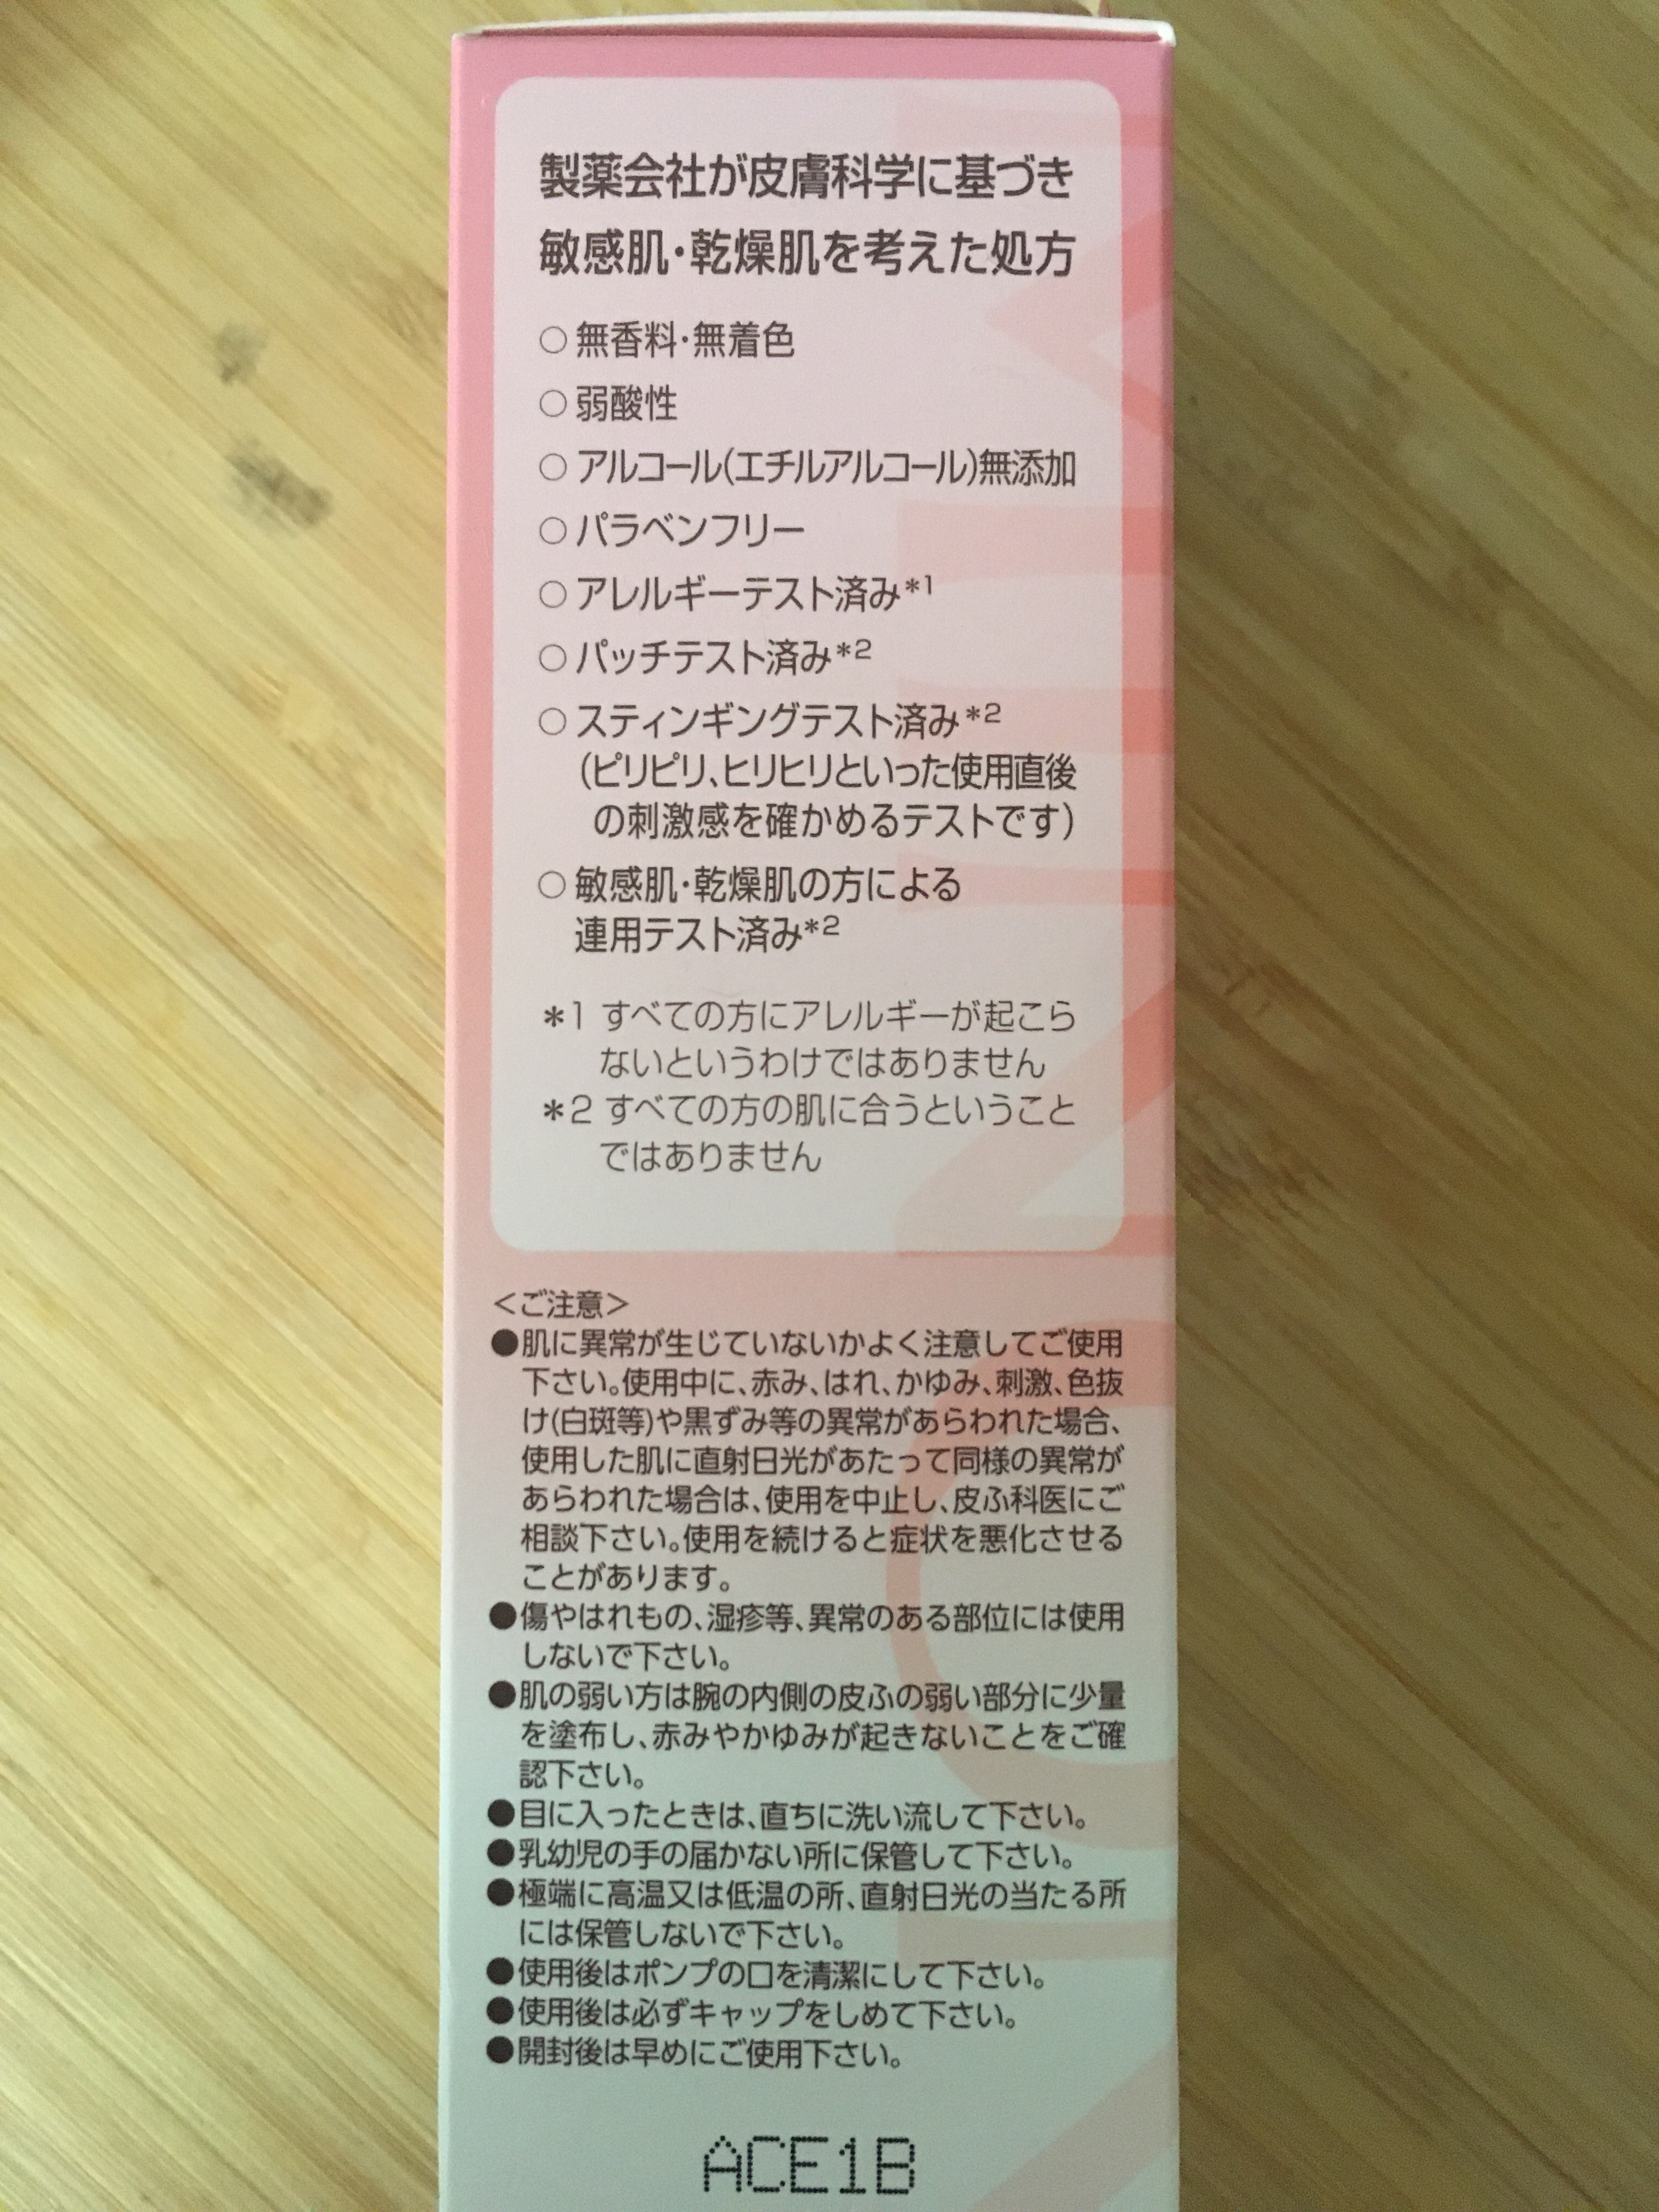 製薬会社が皮膚科学に基づき
敏感肌・乾燥肌を考えた処方
○無香料・無着色
○弱酸性
○アルコール(エチルアルコール)無添加
○パラベンフリー
○アレルギーテスト済み*1
○パッチテスト済み*2
○スティンギングテスト済み*2
(ピリピリ、ヒリヒリといった使用直後
の刺激感を確かめるテストです)
○敏感肌・乾燥肌の方による
連用テスト済み*2
*1 すべての方にアレルギーが起こら
ないというわけではありません
*2 すべての方の肌に合うということ
ではありません
<ご注意>
●肌に異常が生じていないかよく注意してご使用
下さい。使用中に、赤み、はれ、かゆみ、刺激、色抜
け(白斑等)や黒ずみ等の異常があらわれた場合、
使用した肌に直射日光があたって同様の異常が
あらわれた場合は、使用を中止し、皮ふ科医にご
相談下さい。使用を続けると症状を悪化させる
ことがあります。
●傷やはれもの、湿疹等、異常のある部位には使用
しないで下さい。
●肌の弱い方は腕の内側の皮ふの弱い部分に少量
を塗布し、赤みやかゆみが起きないことをご確
認下さい。
●目に入ったときは、直ちに洗い流して下さい。
●乳幼児の手の届かない所に保管して下さい。
●極端に高温又は低温の所、直射日光の当たる所
には保管しないで下さい。
●使用後はポンプの口を清潔にして下さい。
●使用後は必ずキャップをしめて下さい。
●開封後は早めにご使用下さい。
ACE1B